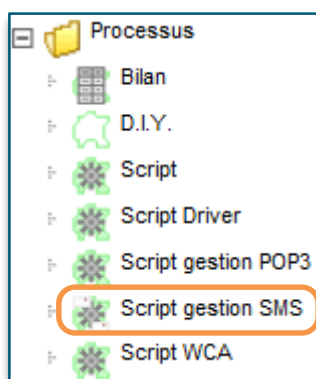 Processus
Bilan
D.I.Y.
Script
Script Driver
Script gestion POP3
Script gestion SMS
Script WCA